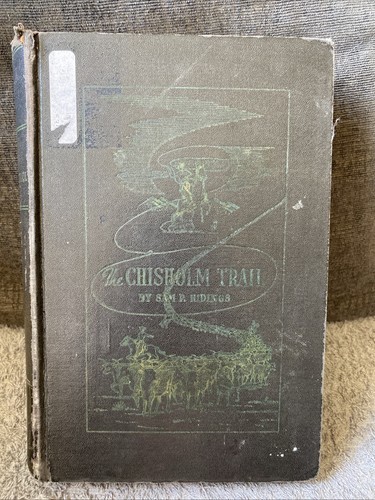 The CHISHOLM TRAIL
BY SAM P. RIDINGS